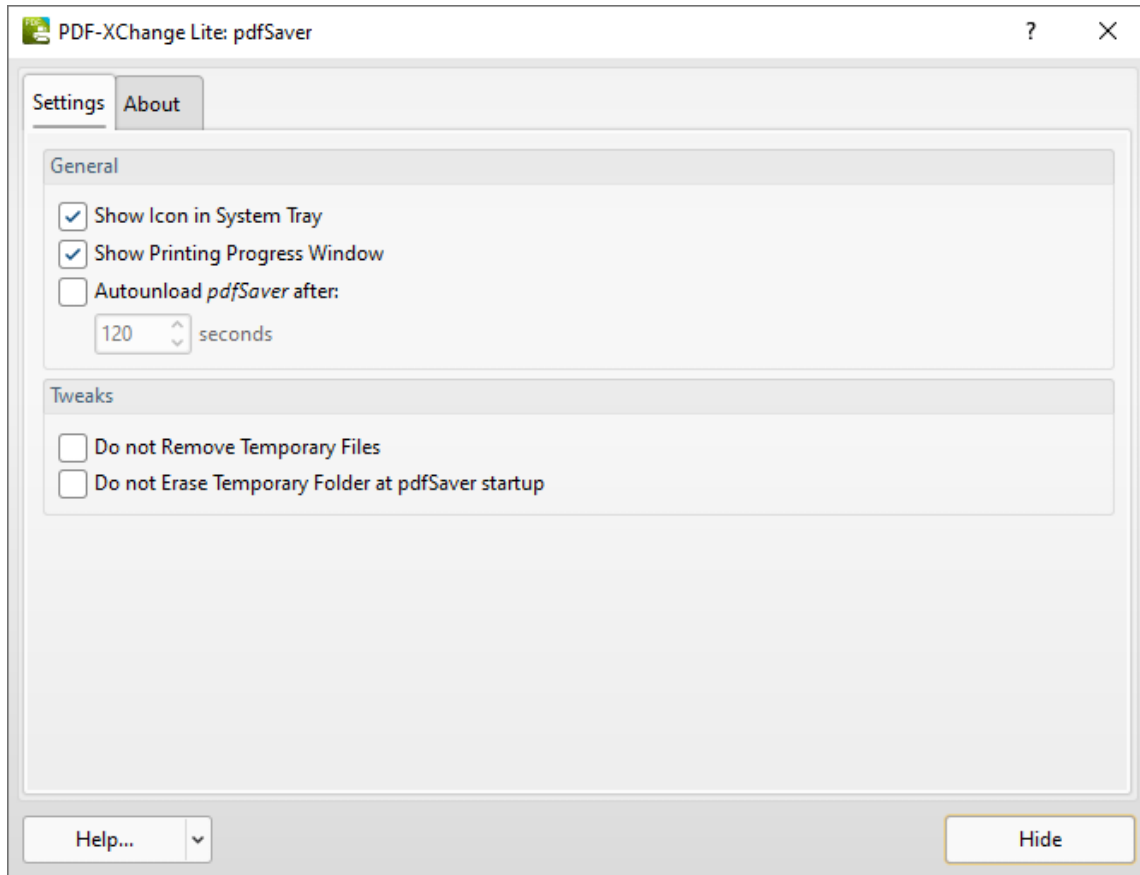 PDF-XChange Lite: pdfSaver
Settings About
General
Show Icon in System Tray
Show Printing Progress Window
Autounload pdfSaver after:
120 seconds
Tweaks
Do not Remove Temporary Files
Do not Erase Temporary Folder at pdfSaver startup
Help... Hide